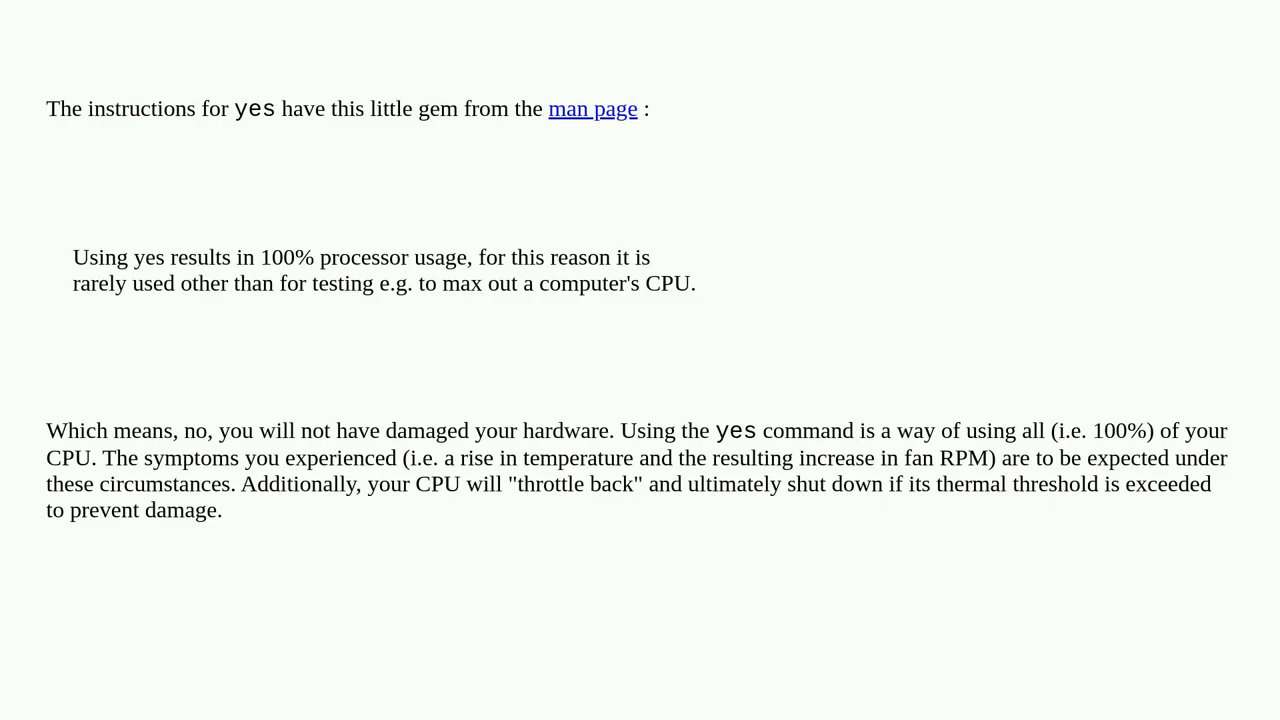 The instructions for yes have this little gem from the man page :
Using yes results in 100% processor usage, for this reason it is
rarely used other than for testing e.g. to max out a computer's CPU.
Which means, no, you will not have damaged your hardware. Using the yes command is a way of using all (i.e. 100%) of your
CPU. The symptoms you experienced (i.e. a rise in temperature and the resulting increase in fan RPM) are to be expected under
these circumstances. Additionally, your CPU will "throttle back" and ultimately shut down if its thermal threshold is exceeded
to prevent damage.